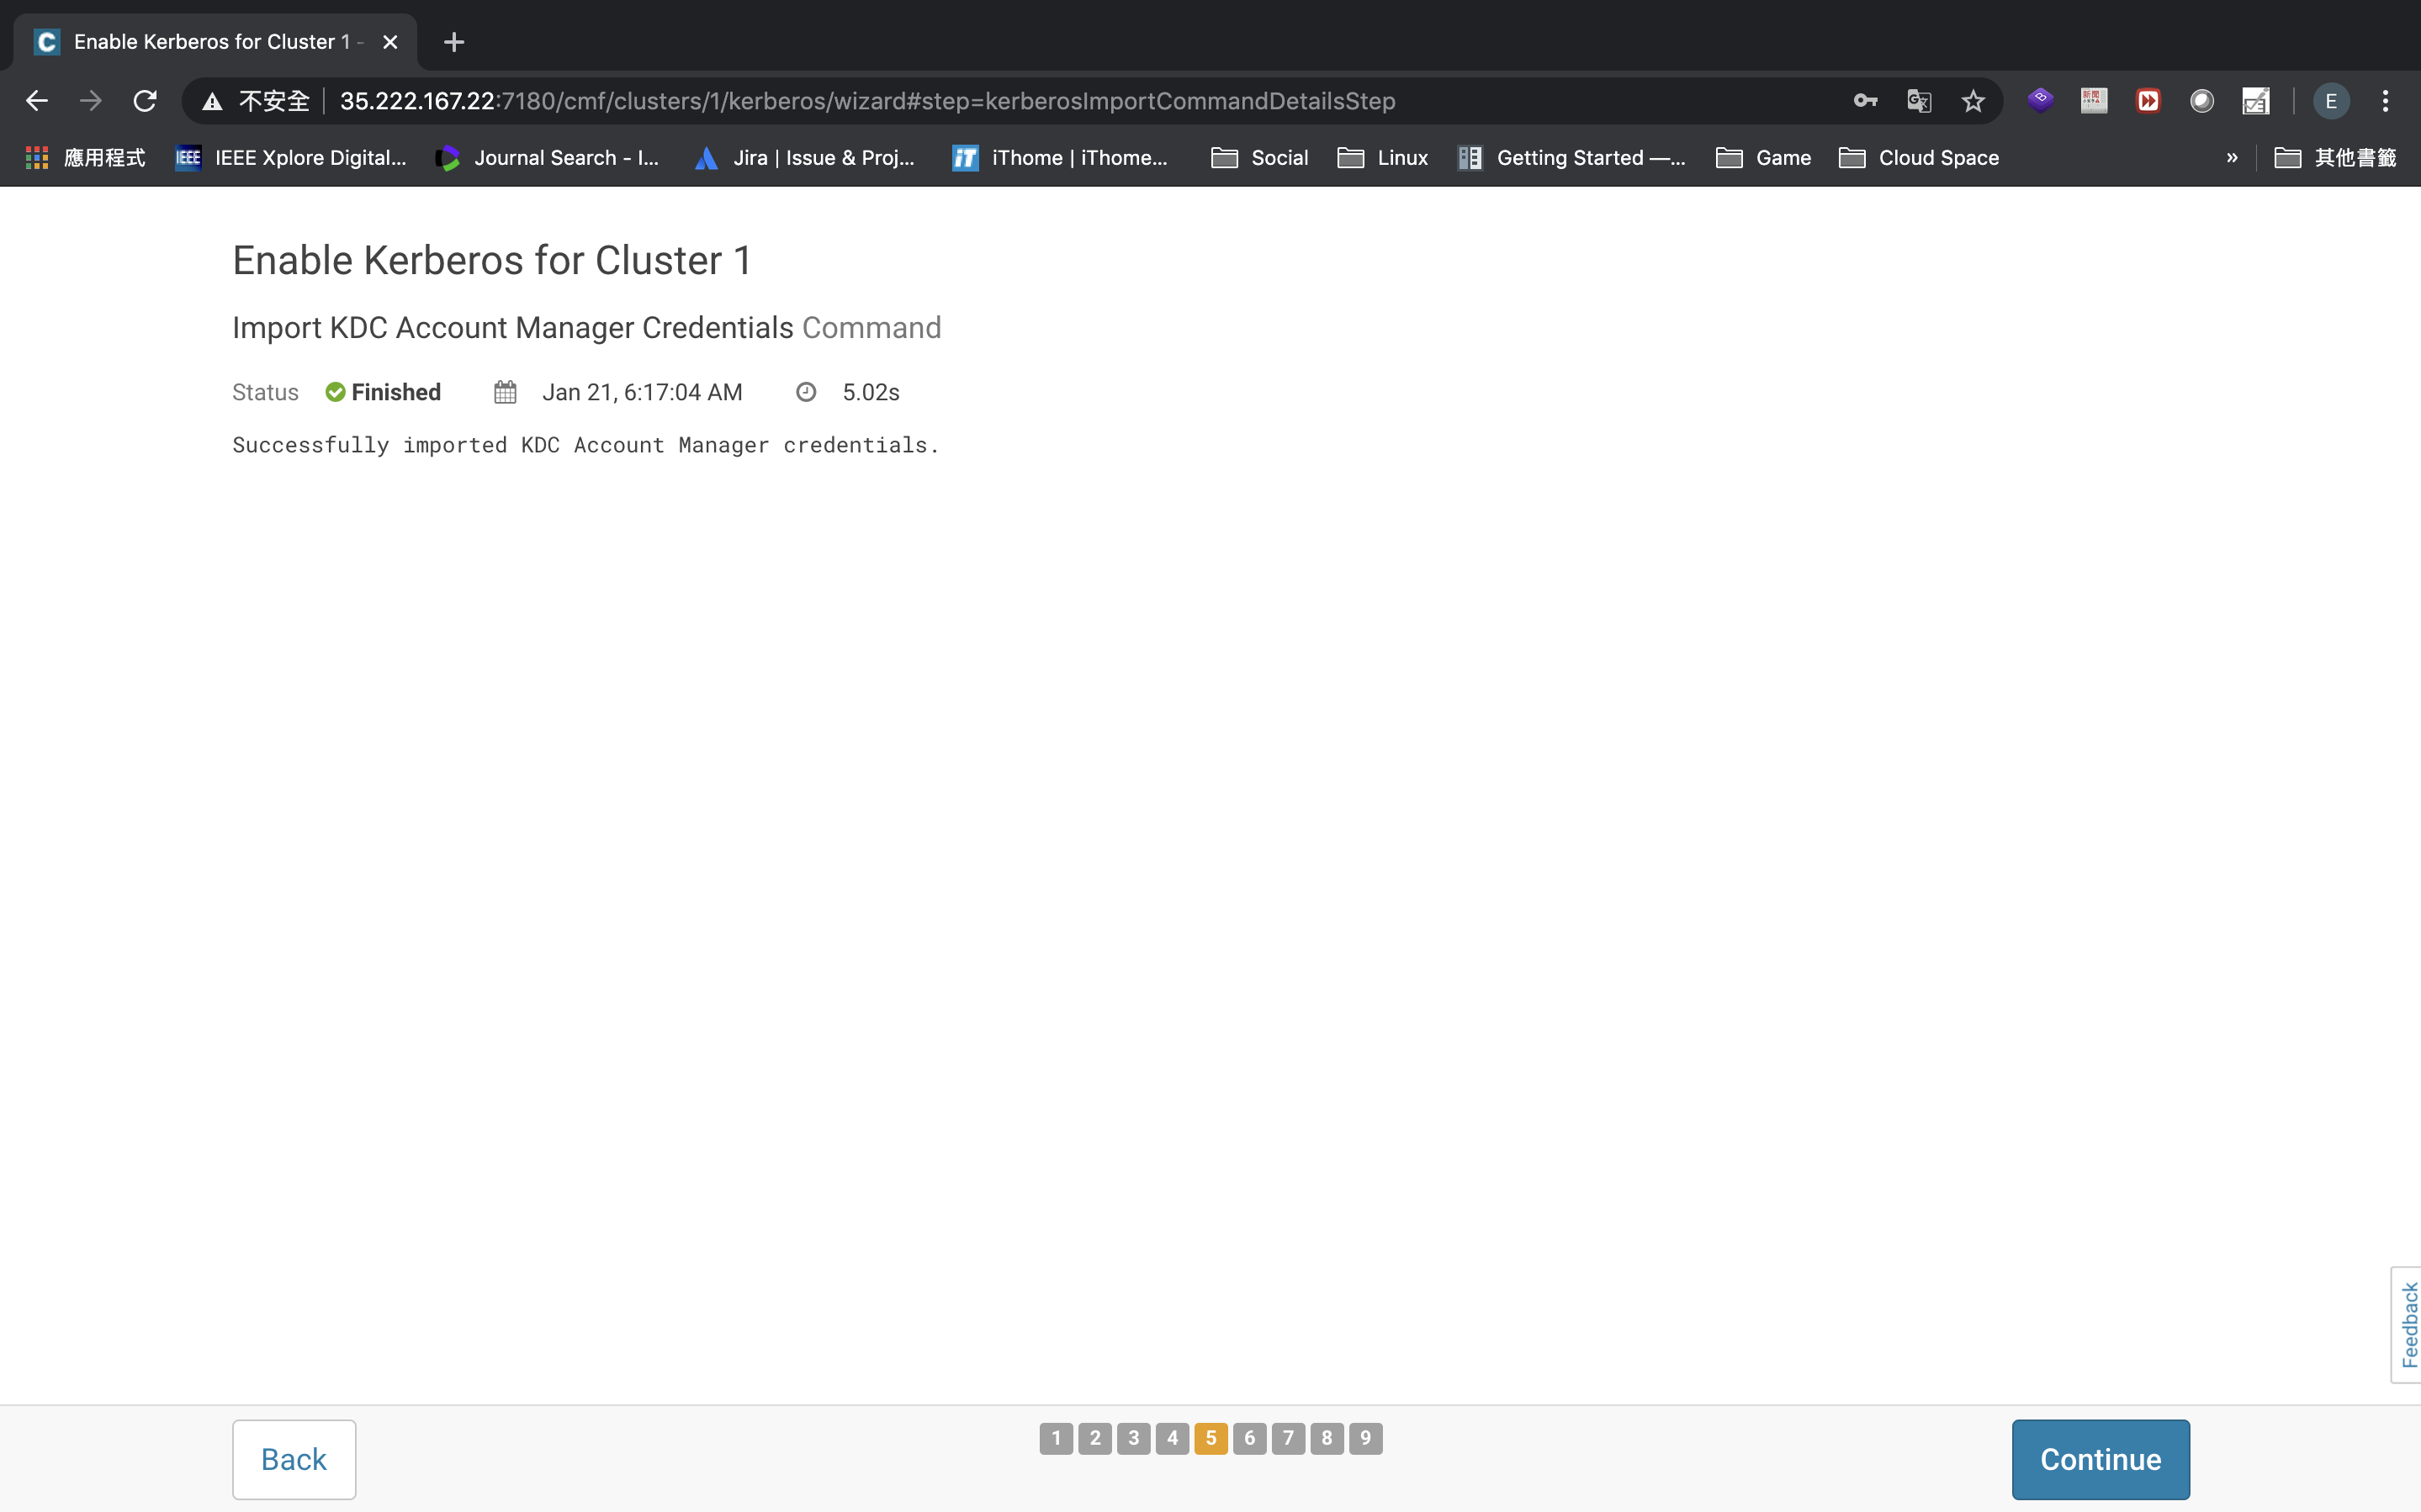 Enable Kerberos for Cluster 1 -
不安全 35.222.167.22:7180/cmf/clusters/1/kerberos/wizard#step=kerberosImportCommandDetailsStep
E
應用程式 IEEE IEEE Xplore Digital... Journal Search - I... Jira | Issue & Proj... iT iThome | iThome... Social Linux Getting Started —... Game Cloud Space » 其他書籤
Enable Kerberos for Cluster 1
Import KDC Account Manager Credentials Command
Status Finished Jan 21, 6:17:04 AM 5.02s
Successfully imported KDC Account Manager credentials.
Feedback
Back 1 2 3 4 5 6 7 8 9 Continue